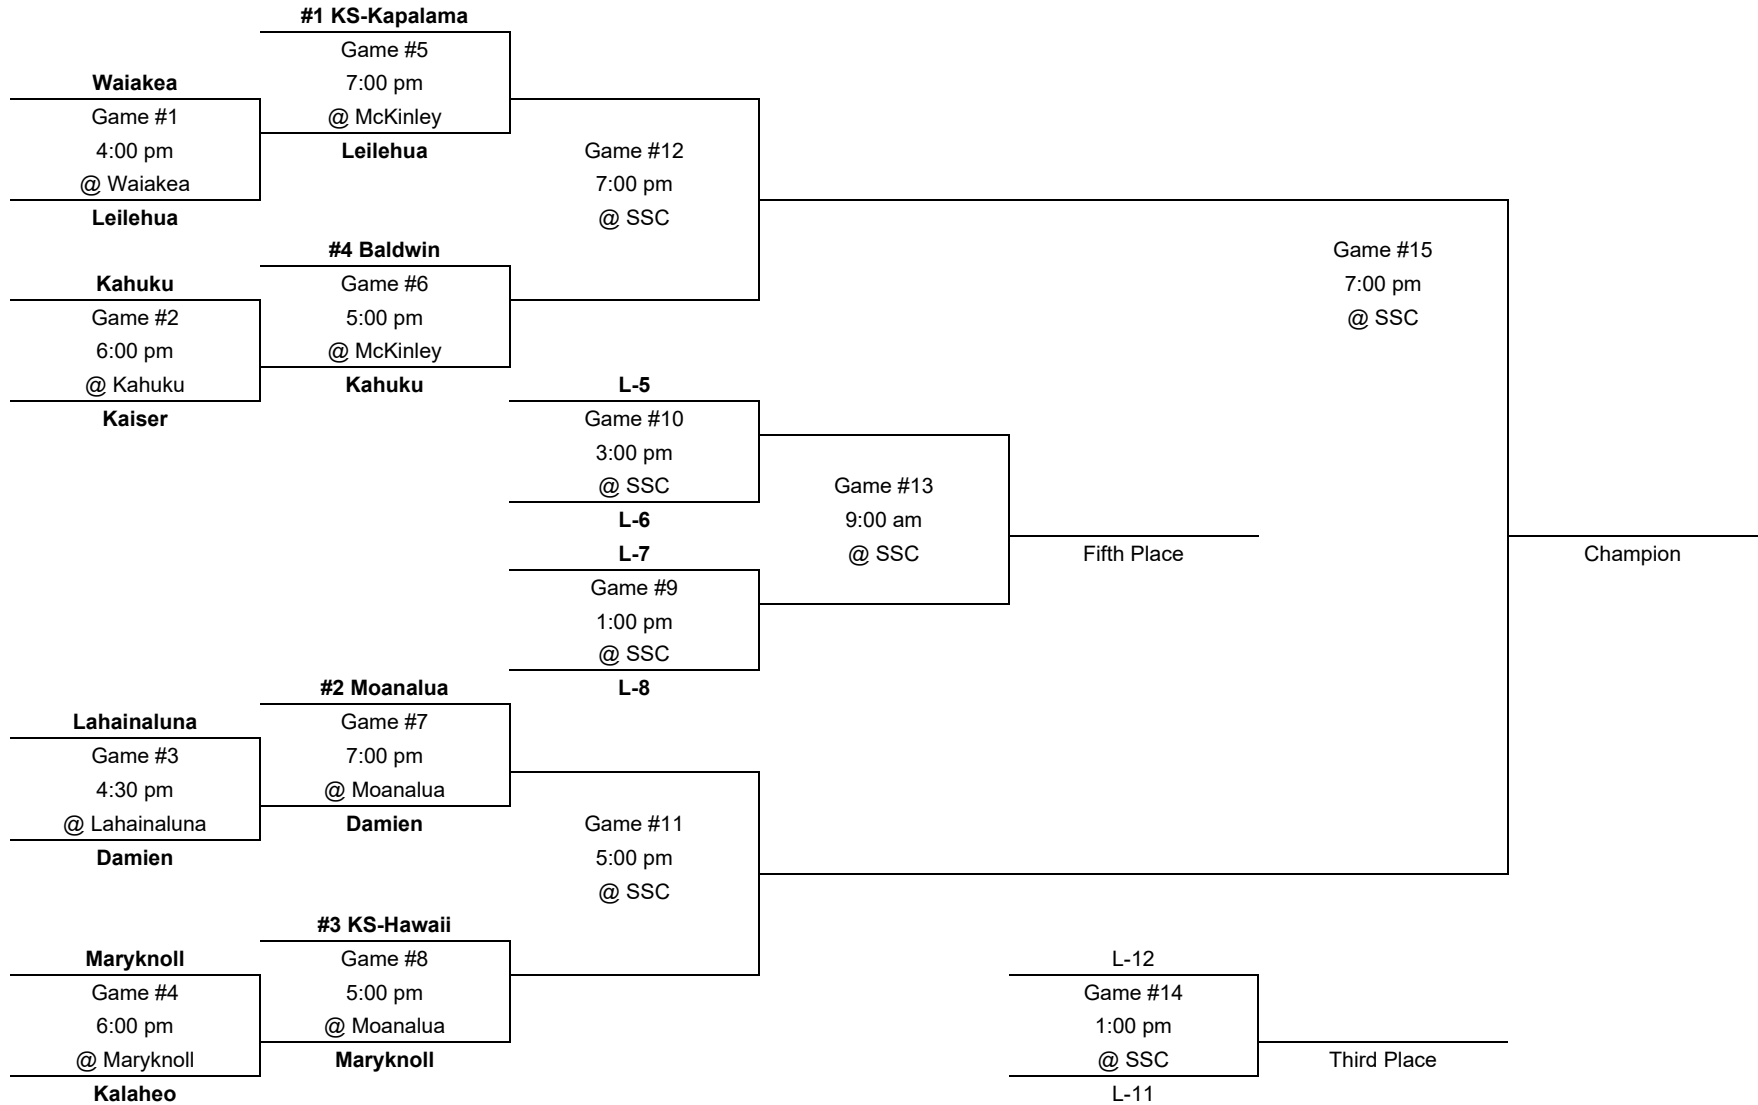 #1 KS-Kapalama
Game #5
7:00 pm
@ McKinley
Leilehua
Waiakea
Game #1
4:00 pm
@ Waiakea
Leilehua
Game #12
7:00 pm
@ SSC
#4 Baldwin
Game #6
5:00 pm
@ McKinley
Kahuku
Kahuku
Game #2
6:00 pm
@ Kahuku
Kaiser
Game #15
7:00 pm
@ SSC
L-5
Game #10
3:00 pm
@ SSC
L-6
Game #13
9:00 am
@ SSC
Fifth Place
Champion
L-7
Game #9
1:00 pm
@ SSC
L-8
#2 Moanalua
Game #7
7:00 pm
@ Moanalua
Damien
Lahainaluna
Game #3
4:30 pm
@ Lahainaluna
Damien
Game #11
5:00 pm
@ SSC
#3 KS-Hawaii
Game #8
5:00 pm
@ Moanalua
Maryknoll
Maryknoll
Game #4
6:00 pm
@ Maryknoll
Kalaheo
L-12
Game #14
1:00 pm
@ SSC
L-11
Third Place